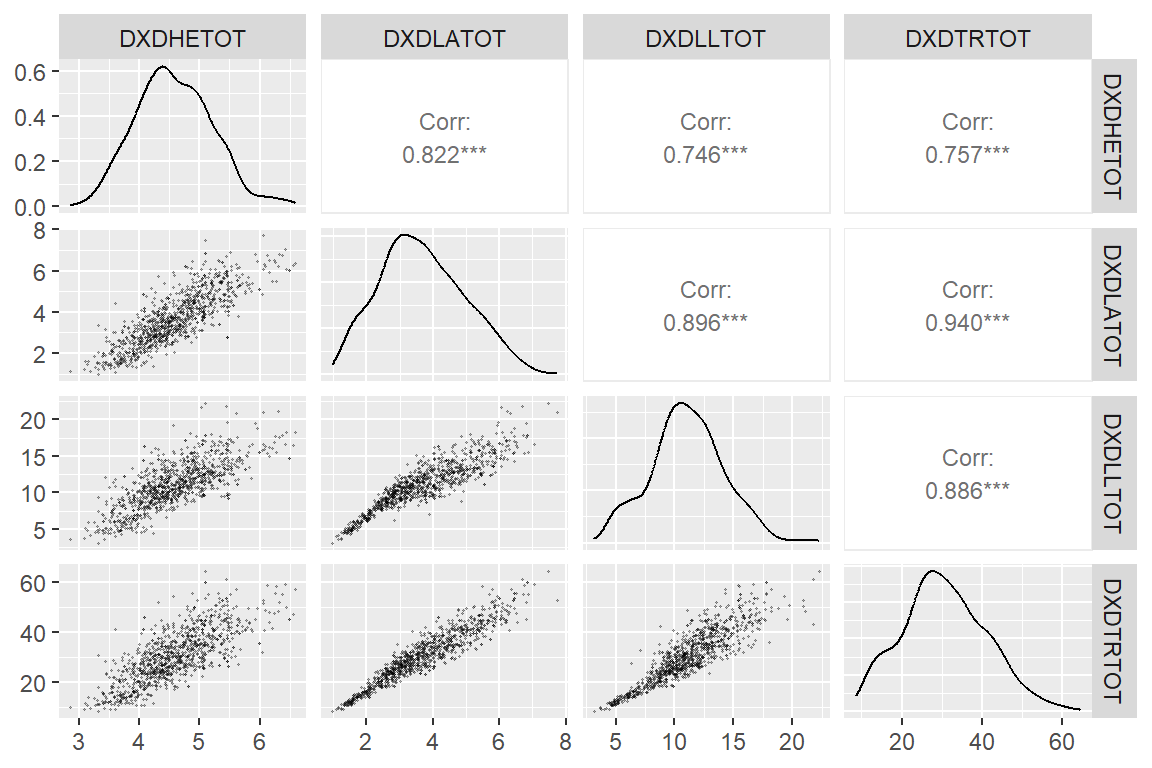 DXDHETOT DXDLATOT DXDLLTOT DXDTRTOT
0.6
0.4
0.2
0.0
Corr:
0.822***
Corr:
0.746***
Corr:
0.757***
DXDHETOT
8
6
4
2
Corr:
0.896***
Corr:
0.940***
DXDLATOT
20
15
10
5
Corr:
0.886***
DXDLLTOT
60
40
20
DXDTRTOT
3 4 5 6
2 4 6 8
5 10 15 20
20 40 60